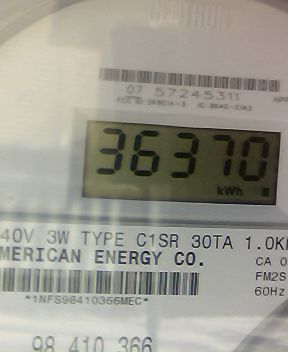 07 57245311
36370
kWh
40V 3W TYPE C1SR 30TA 1.0K
MERICAN ENERGY CO.
CA 0
FM2S
60Hz
*1NFS98410366MEC*
98 410 366